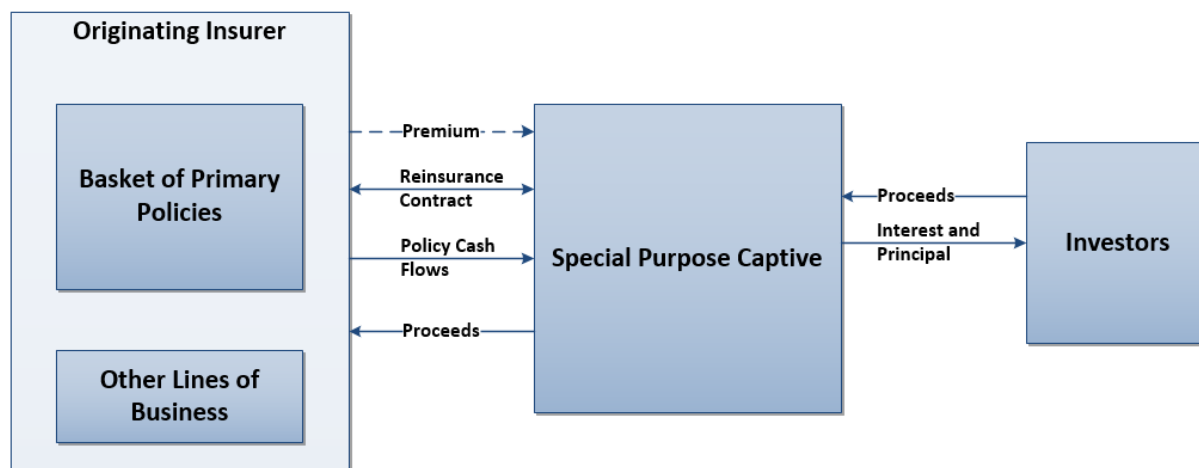 Originating Insurer
Basket of Primary
Policies
Other Lines of
Business
Premium
Reinsurance
Contract
Policy Cash
Flows
Proceeds
Special Purpose Captive
Proceeds
Interest and
Principal
Investors